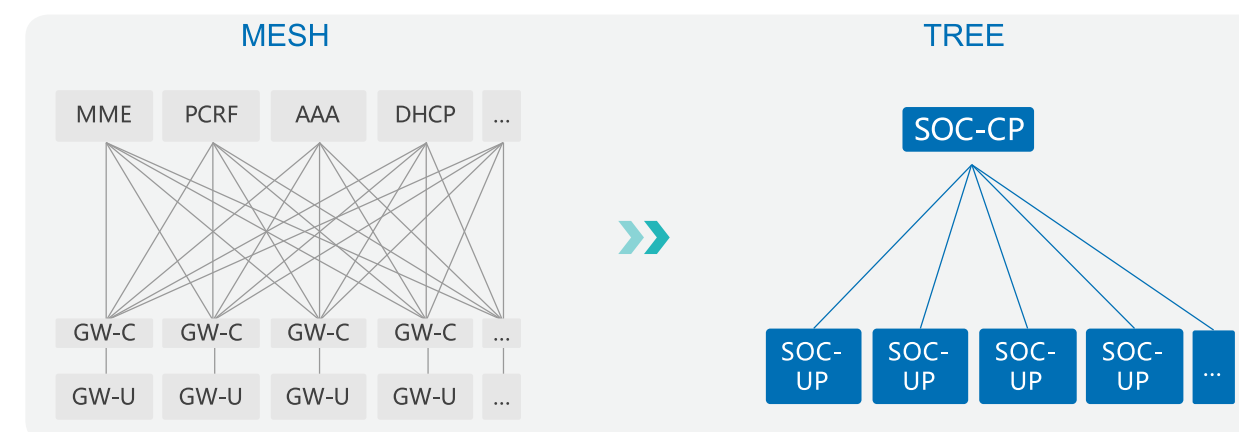 MESH
TREE
MME PCRF AAA DHCP ...
SOC-CP
GW-C GW-C GW-C GW-C ...
GW-U GW-U GW-U GW-U ...
SOC-
UP
SOC-
UP
SOC-
UP
SOC-
UP
...